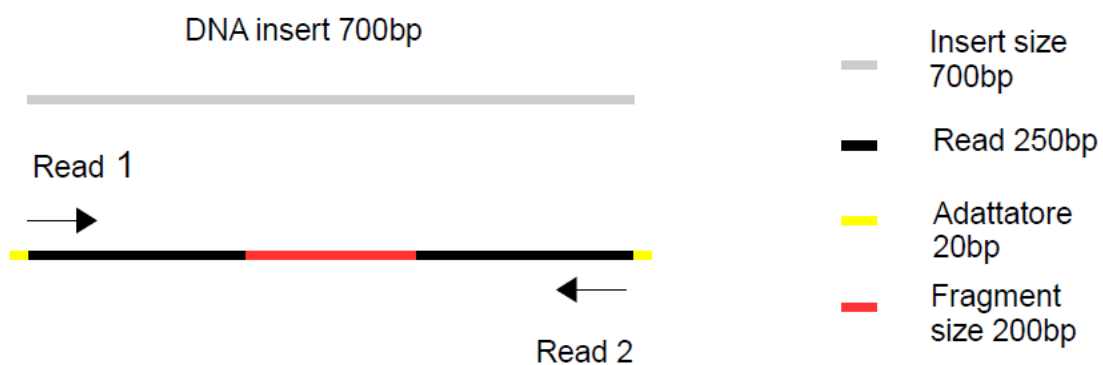 DNA insert 700bp
Read 1
Read 2
Insert size
700bp
Read 250bp
Adattatore
20bp
Fragment
size 200bp